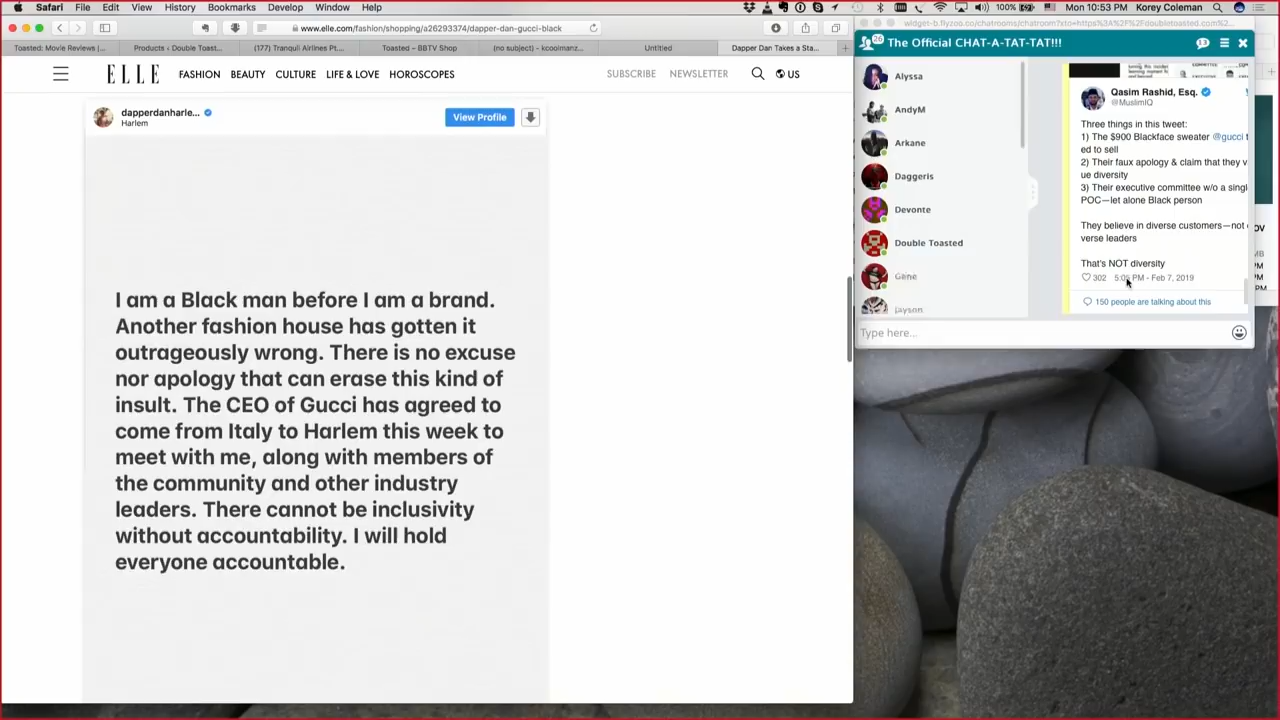 Safari File Edit View History Bookmarks Develop Window Help
100% Mon 10:53 PM Korey Coleman
www.elle.com/fashion/shopping/a26293374/dapper-dan-gucci-black
Toasted: Movie Reviews |... Products ‹ Double Toast... (177) Tranquil Airlines Pt.... Toasted – BBTV Shop (no subject) - kcoolmanz... Untitled Dapper Dan Takes a Sta...
ELLE FASHION BEAUTY CULTURE LIFE & LOVE HOROSCOPES SUBSCRIBE NEWSLETTER US
dapperdanharle...
Harlem
View Profile
I am a Black man before I am a brand.
Another fashion house has gotten it
outrageously wrong. There is no excuse
nor apology that can erase this kind of
insult. The CEO of Gucci has agreed to
come from Italy to Harlem this week to
meet with me, along with members of
the community and other industry
leaders. There cannot be inclusivity
without accountability. I will hold
everyone accountable.
26
The Official CHAT-A-TAT-TAT!!!
Alyssa
AndyM
Arkane
Daggeris
Devonte
Double Toasted
Gene
jayson
Qasim Rashid, Esq.
@MuslimIQ
Three things in this tweet:
1) The $900 Blackface sweater @gucci
ed to sell
2) Their faux apology & claim that they
ue diversity
3) Their executive committee w/o a singl
POC—let alone Black person
They believe in diverse customers—not
verse leaders
That's NOT diversity
302 PM - Feb 7, 2019
150 people are talking about this
Type here...